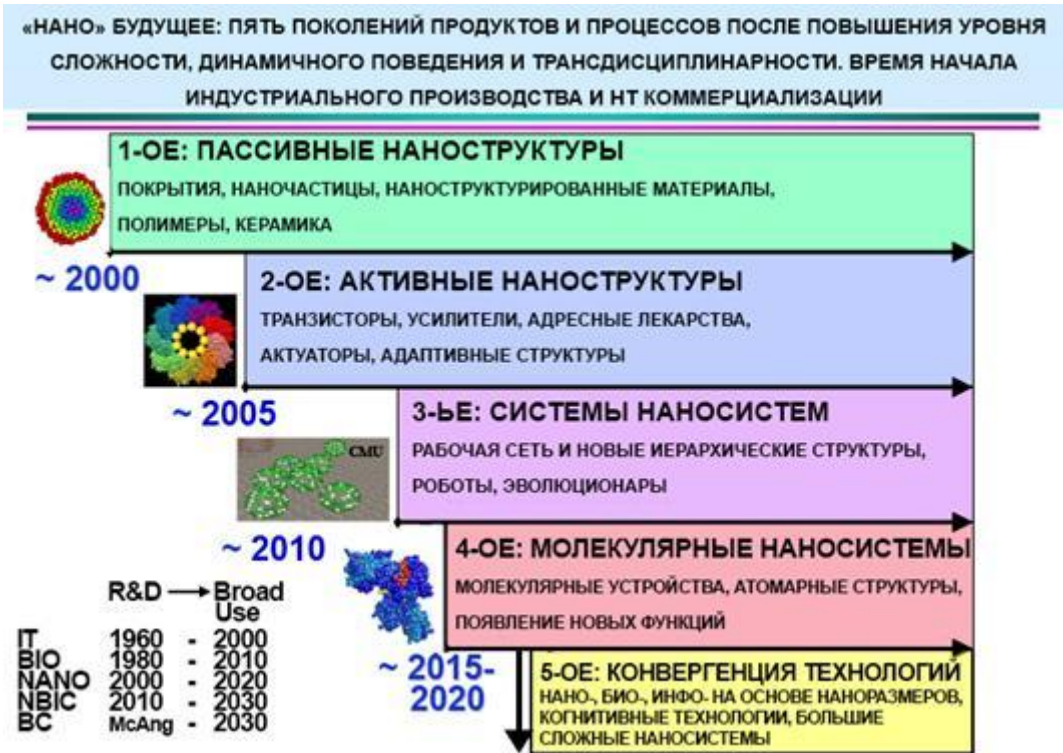 «НАНО» БУДУЩЕЕ: ПЯТЬ ПОКОЛЕНИЙ ПРОДУКТОВ И ПРОЦЕССОВ ПОСЛЕ ПОВЫШЕНИЯ УРОВНЯ
СЛОЖНОСТИ, ДИНАМИЧНОГО ПОВЕДЕНИЯ И ТРАНСДИСЦИПЛИНАРНОСТИ. ВРЕМЯ НАЧАЛА
ИНДУСТРИАЛЬНОГО ПРОИЗВОДСТВА И НТ КОММЕРЦИАЛИЗАЦИИ
1-ОЕ: ПАССИВНЫЕ НАНОСТРУКТУРЫ
ПОКРЫТИЯ, НАНОЧАСТИЦЫ, НАНОСТРУКТУРИРОВАННЫЕ МАТЕРИАЛЫ,
ПОЛИМЕРЫ, КЕРАМИКА
~ 2000
2-ОЕ: АКТИВНЫЕ НАНОСТРУКТУРЫ
ТРАНЗИСТОРЫ, УСИЛИТЕЛИ, АДРЕСНЫЕ ЛЕКАРСТВА,
АКТУАТОРЫ, АДАПТИВНЫЕ СТРУКТУРЫ
~ 2005
3-ЬЕ: СИСТЕМЫ НАНОСИСТЕМ
РАБОЧАЯ СЕТЬ И НОВЫЕ ИЕРАРХИЧЕСКИЕ СТРУКТУРЫ,
РОБОТЫ, ЭВОЛЮЦИОНАРЫ
CMU
~ 2010
4-ОЕ: МОЛЕКУЛЯРНЫЕ НАНОСИСТЕМЫ
МОЛЕКУЛЯРНЫЕ УСТРОЙСТВА, АТОМАРНЫЕ СТРУКТУРЫ,
ПОЯВЛЕНИЕ НОВЫХ ФУНКЦИЙ
~ 2015-
2020
5-ОЕ: КОНВЕРГЕНЦИЯ ТЕХНОЛОГИЙ
НАНО-, БИО-, ИНФО- НА ОСНОВЕ НАНОРАЗМЕРОВ,
КОГНИТИВНЫЕ ТЕХНОЛОГИИ, БОЛЬШИЕ
СЛОЖНЫЕ НАНОСИСТЕМЫ
R&D → Broad
Use
IT 1960 - 2000
BIO 1980 - 2010
NANO 2000 - 2020
NBIC 2010 - 2030
BC McAng - 2030